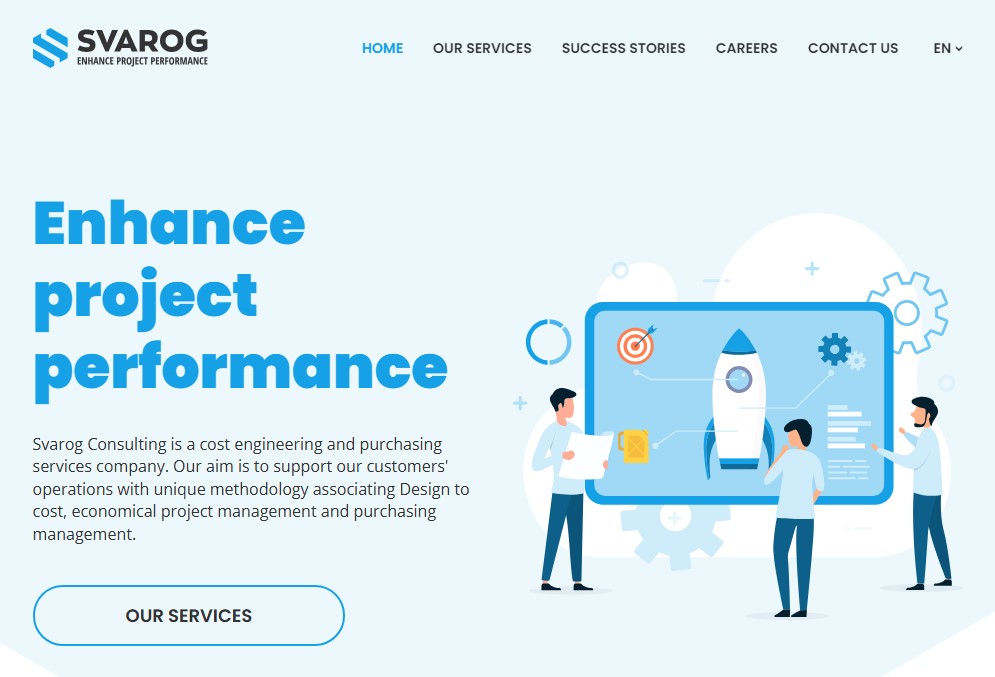 SVAROG
ENHANCE PROJECT PERFORMANCE
HOME
OUR SERVICES
SUCCESS STORIES
CAREERS
CONTACT US
EN
Enhance
project
performance
Svarog Consulting is a cost engineering and purchasing
services company. Our aim is to support our customers'
operations with unique methodology associating Design to
cost, economical project management and purchasing
management.
OUR SERVICES